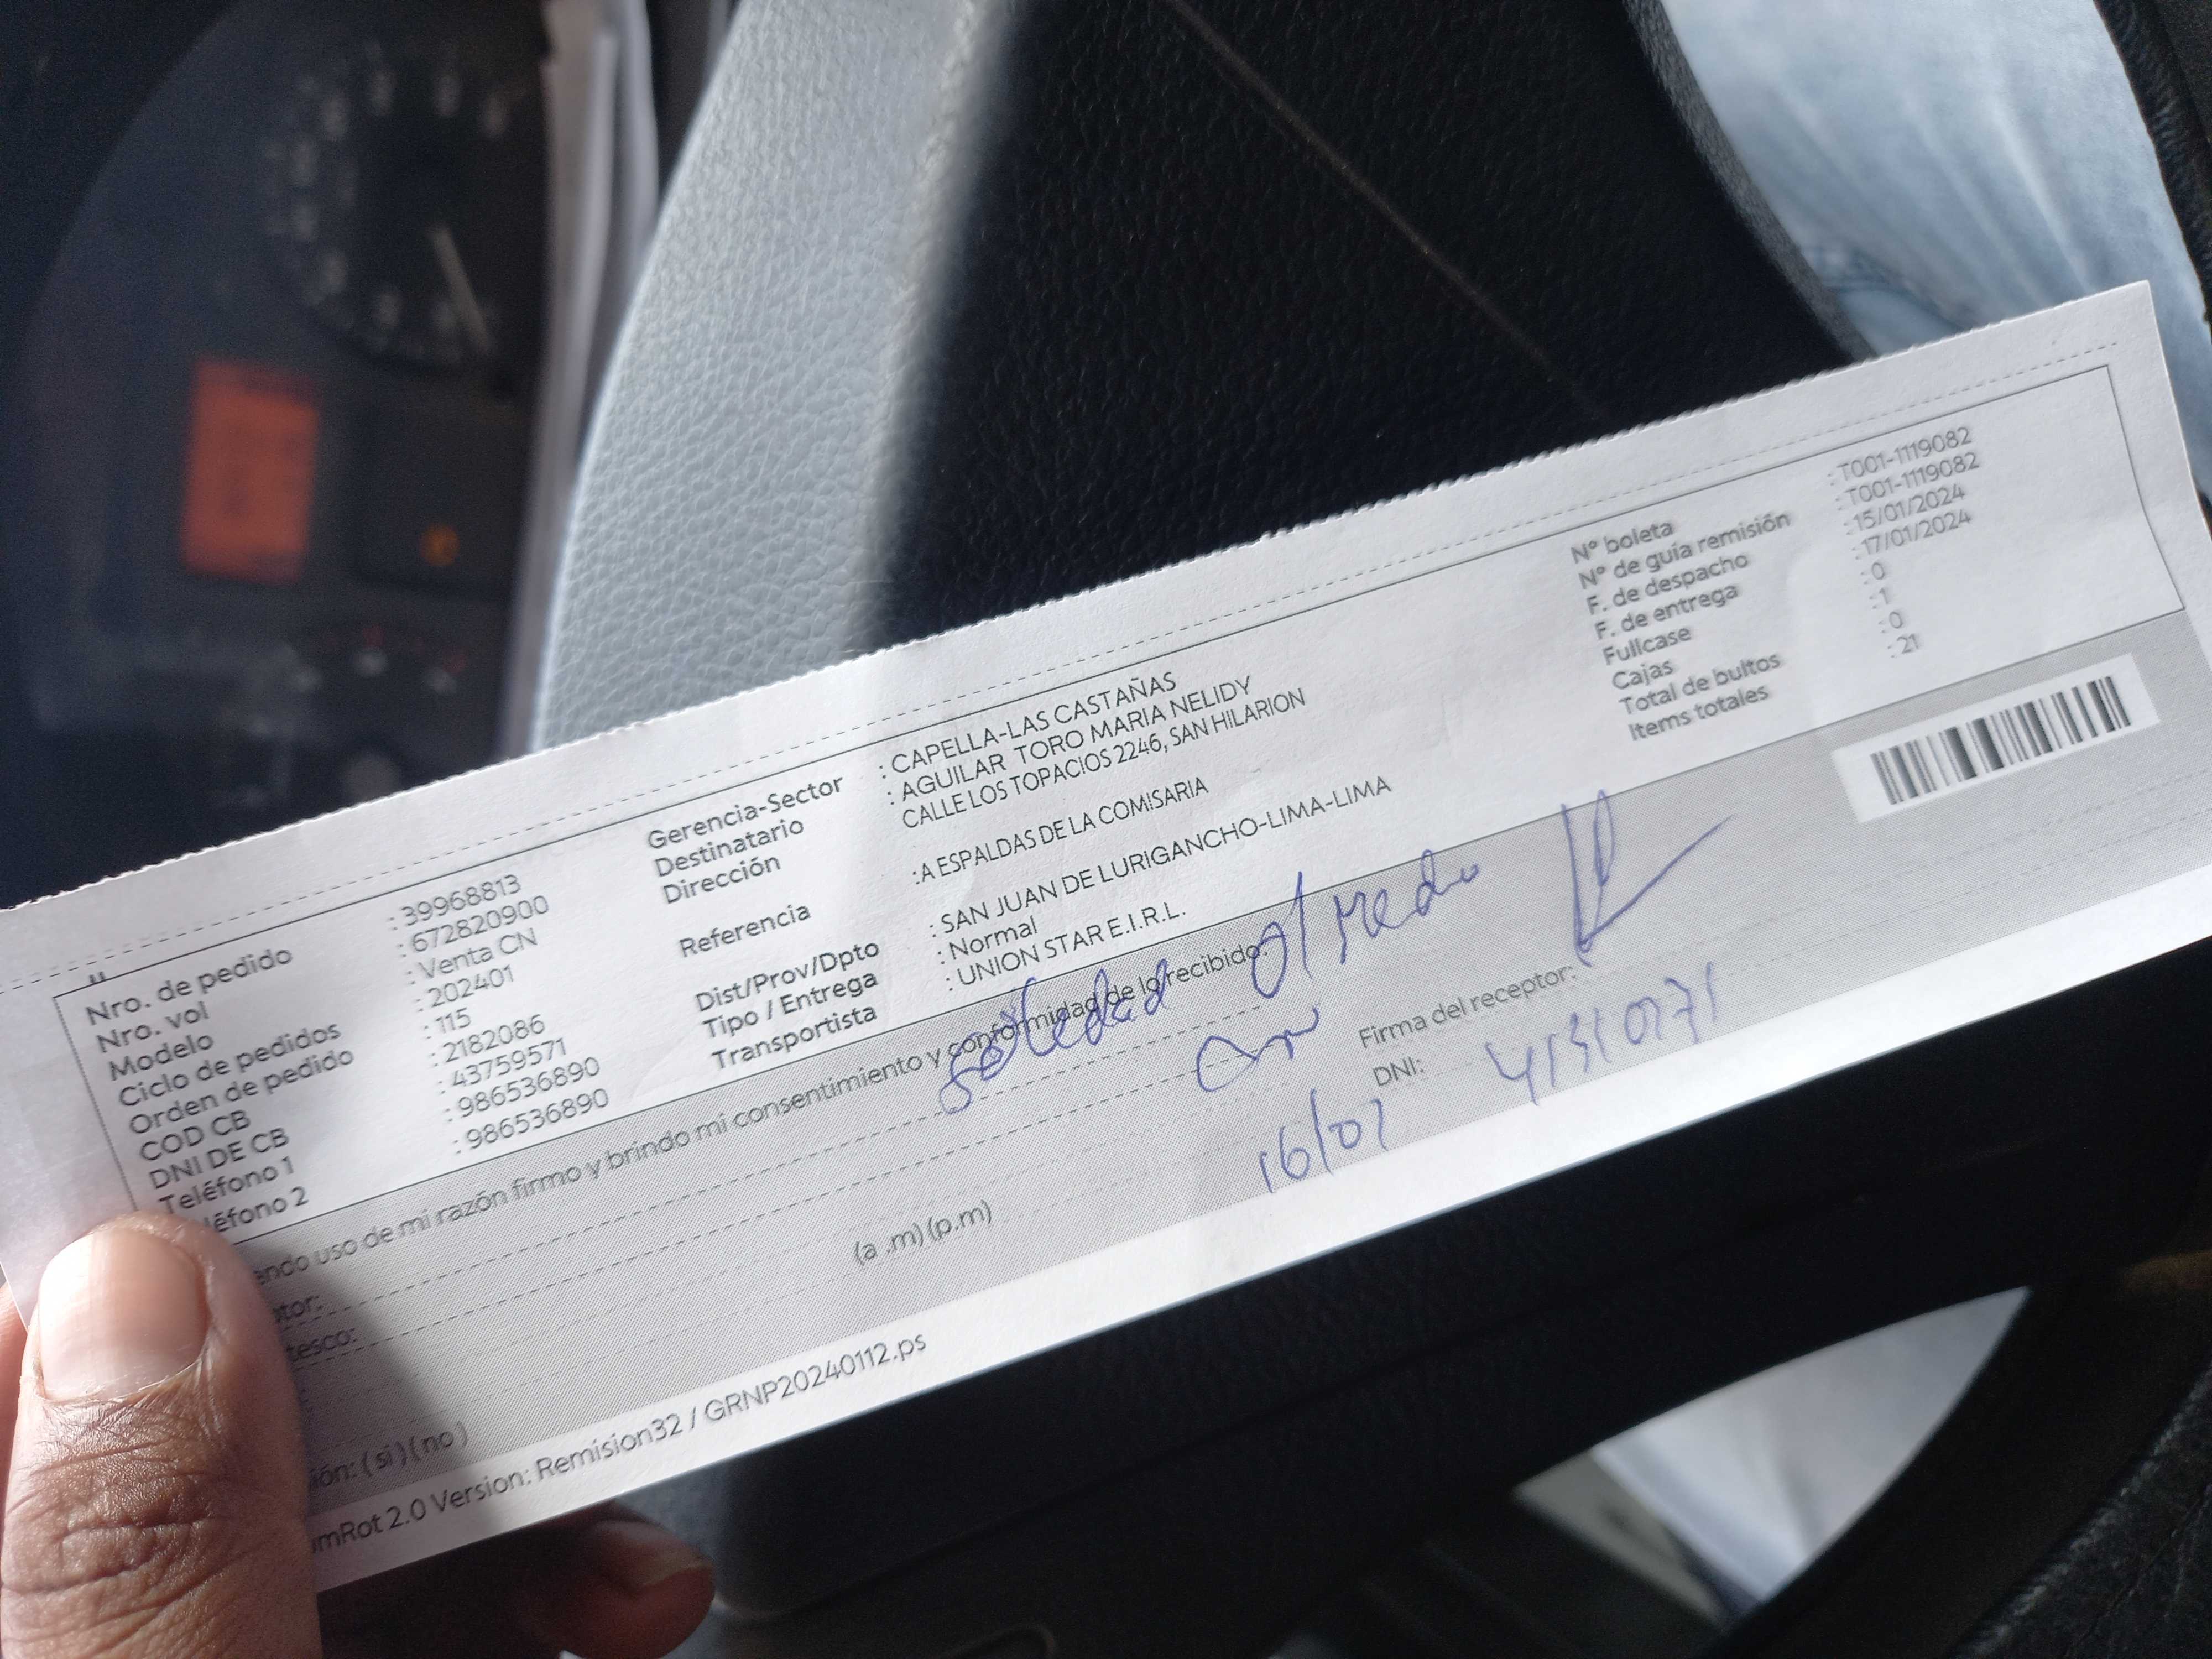 Nro. de pedido : 39968813
Nro. vol : 672820900
Modelo : Venta CN
Ciclo de pedidos : 202401
Orden de pedido : 115
COD CB : 2182086
DNI DE CB : 43759571
Teléfono 1 : 986536890
léfono 2 : 986536890
Gerencia-Sector : CAPELLA-LAS CASTAÑAS
Destinatario : AGUILAR TORO MARIA NELIDY
Dirección CALLE LOS TOPACIOS 2246, SAN HILARION
Referencia :A ESPALDAS DE LA COMISARIA
Dist/Prov/Dpto : SAN JUAN DE LURIGANCHO-LIMA-LIMA
Tipo / Entrega : Normal
Transportista : UNION STAR E.I.R.L.
N° boleta : T001-1119082
N° de guía remisión : T001-1119082
F. de despacho : 15/01/2024
F. de entrega : 17/01/2024
Fullcase : 0
Cajas : 1
Total de bultos : 0
Items totales : 21
endo uso de mi razón firmo y brindo mi consentimiento y conformidad de lo recibido.
tor: soledad
tesco:
Firma del receptor:
DNI:
(a .m) (p.m)
16/01
ión: ( si ) ( no )
mRot 2.0 Version: Remision32 / GRNP20240112.ps